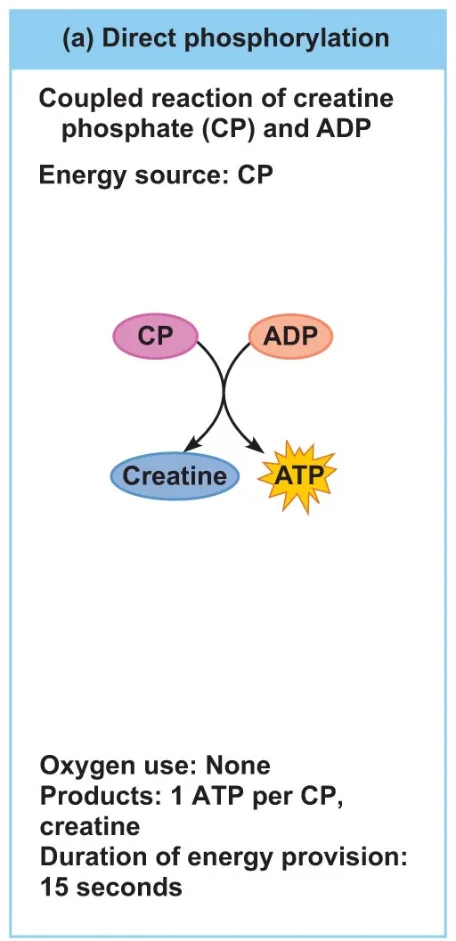 (a) Direct phosphorylation
Coupled reaction of creatine
phosphate (CP) and ADP
Energy source: CP
CP
ADP
Creatine
ATP
Oxygen use: None
Products: 1 ATP per CP,
creatine
Duration of energy provision:
15 seconds